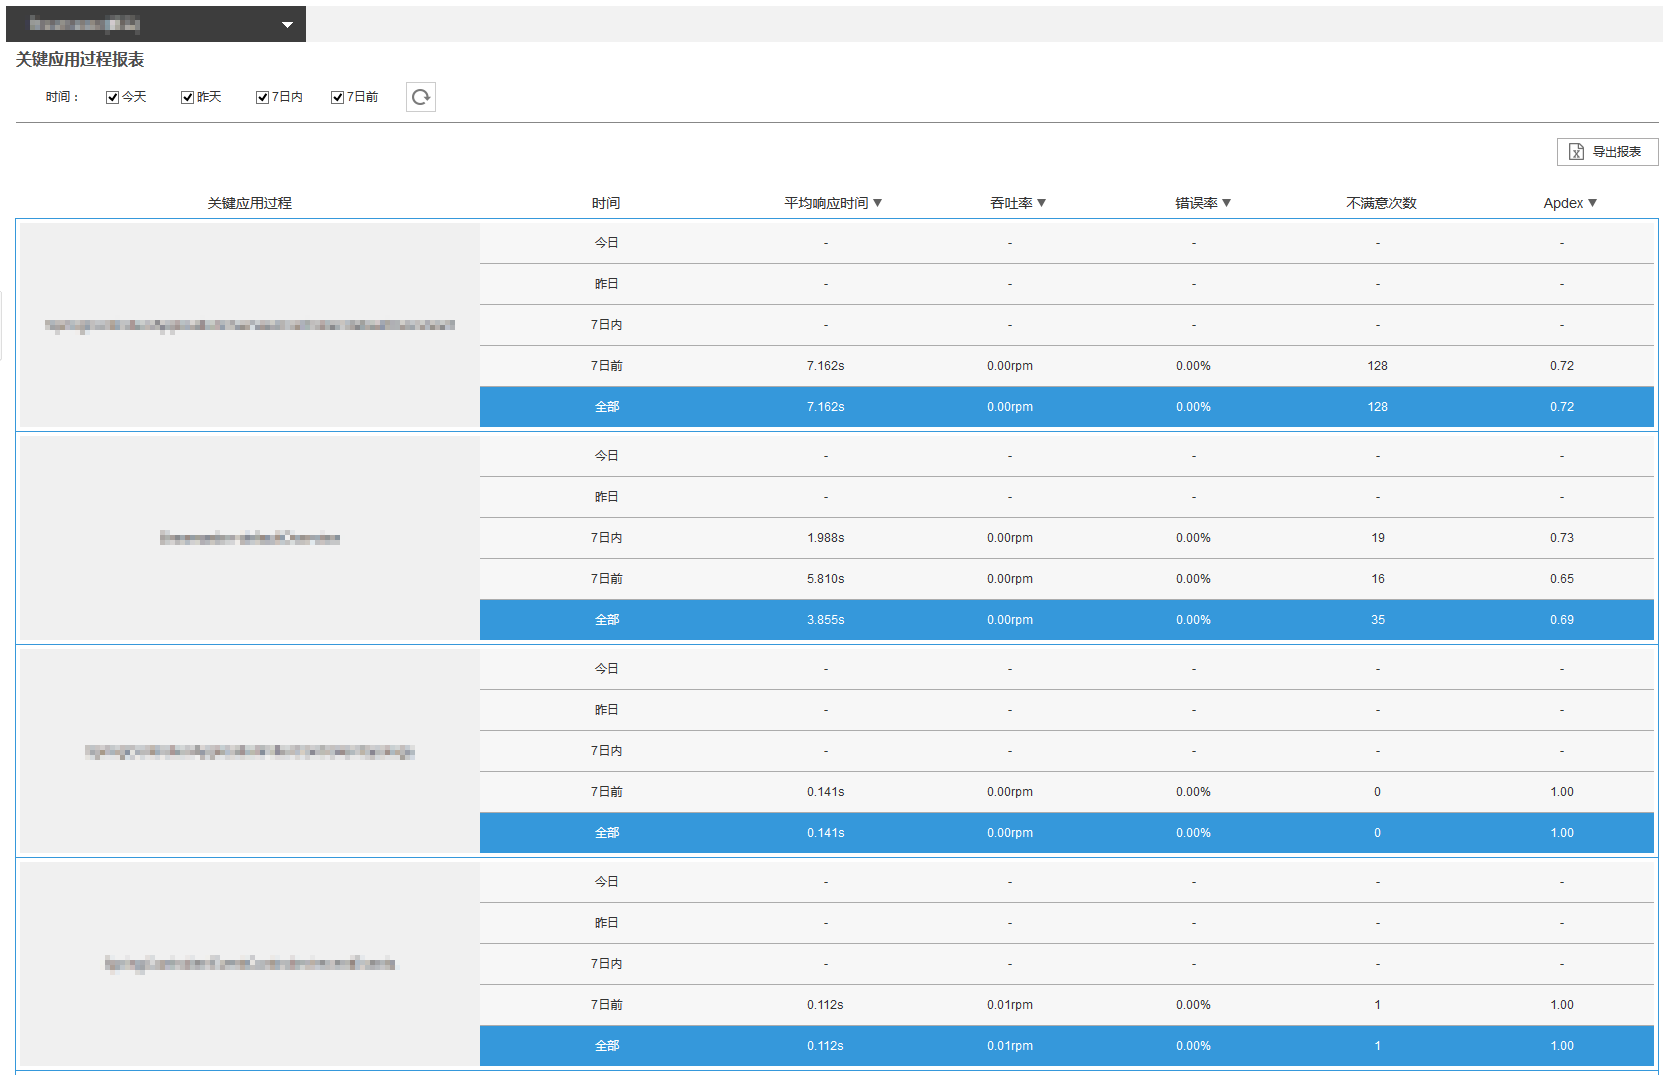 关键应用过程报表
时间： 今天 昨天 7日内 7日前
导出报表
关键应用过程 时间 平均响应时间▼ 吞吐率▼ 错误率▼ 不满意次数 Apdex▼
今日 - - - - -
昨日 - - - - -
7日内 - - - - -
7日前 7.162s 0.00rpm 0.00% 128 0.72
全部 7.162s 0.00rpm 0.00% 128 0.72
今日 - - - - -
昨日 - - - - -
7日内 1.988s 0.00rpm 0.00% 19 0.73
7日前 5.810s 0.00rpm 0.00% 16 0.65
全部 3.855s 0.00rpm 0.00% 35 0.69
今日 - - - - -
昨日 - - - - -
7日内 - - - - -
7日前 0.141s 0.00rpm 0.00% 0 1.00
全部 0.141s 0.00rpm 0.00% 0 1.00
今日 - - - - -
昨日 - - - - -
7日内 - - - - -
7日前 0.112s 0.01rpm 0.00% 1 1.00
全部 0.112s 0.01rpm 0.00% 1 1.00